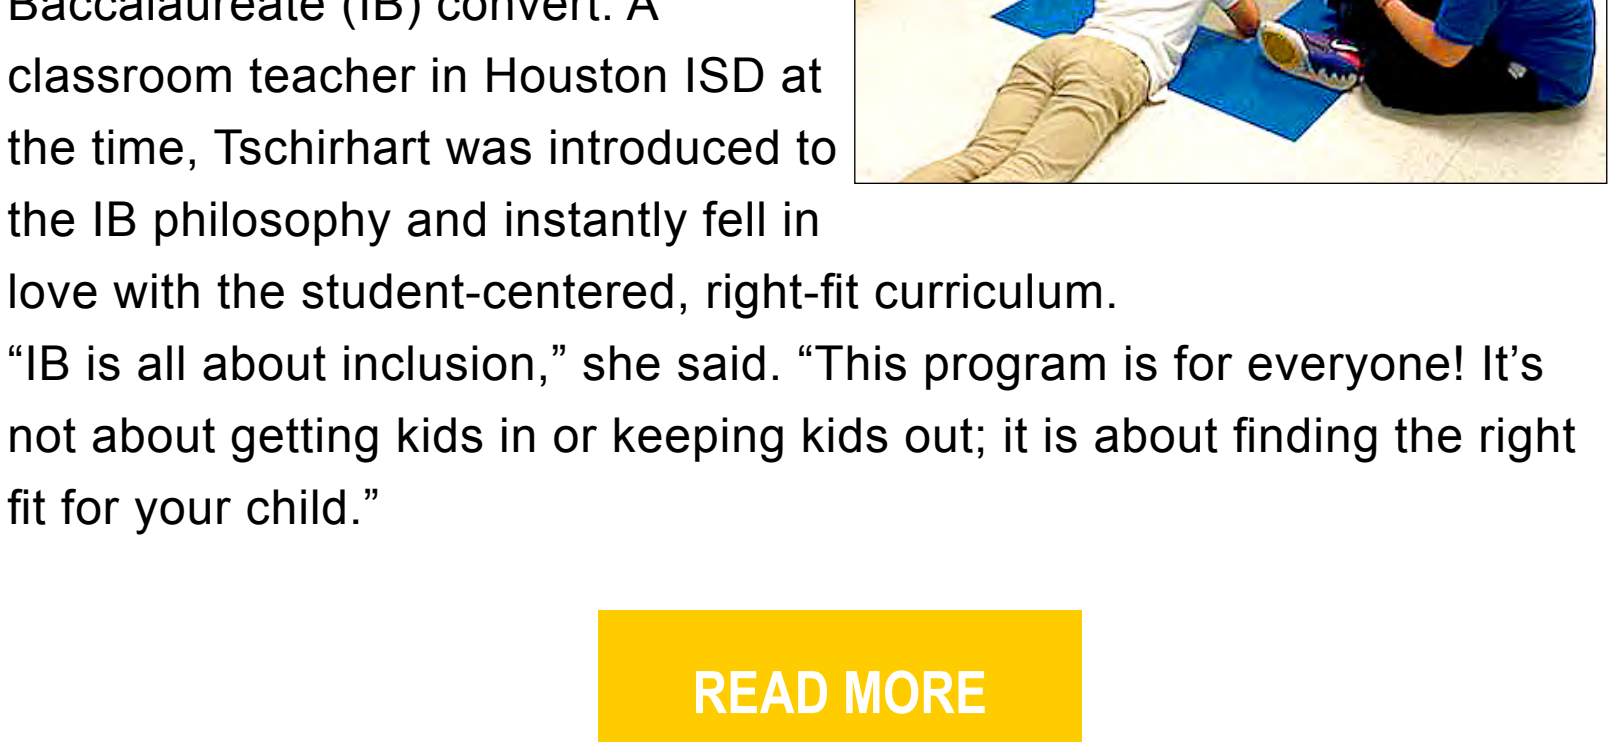 Baccalaureate (IB) convert. A
classroom teacher in Houston ISD at
the time, Tschirhart was introduced to
the IB philosophy and instantly fell in
love with the student-centered, right-fit curriculum.
“IB is all about inclusion,” she said. “This program is for everyone! It’s
not about getting kids in or keeping kids out; it is about finding the right
fit for your child.”
READ MORE